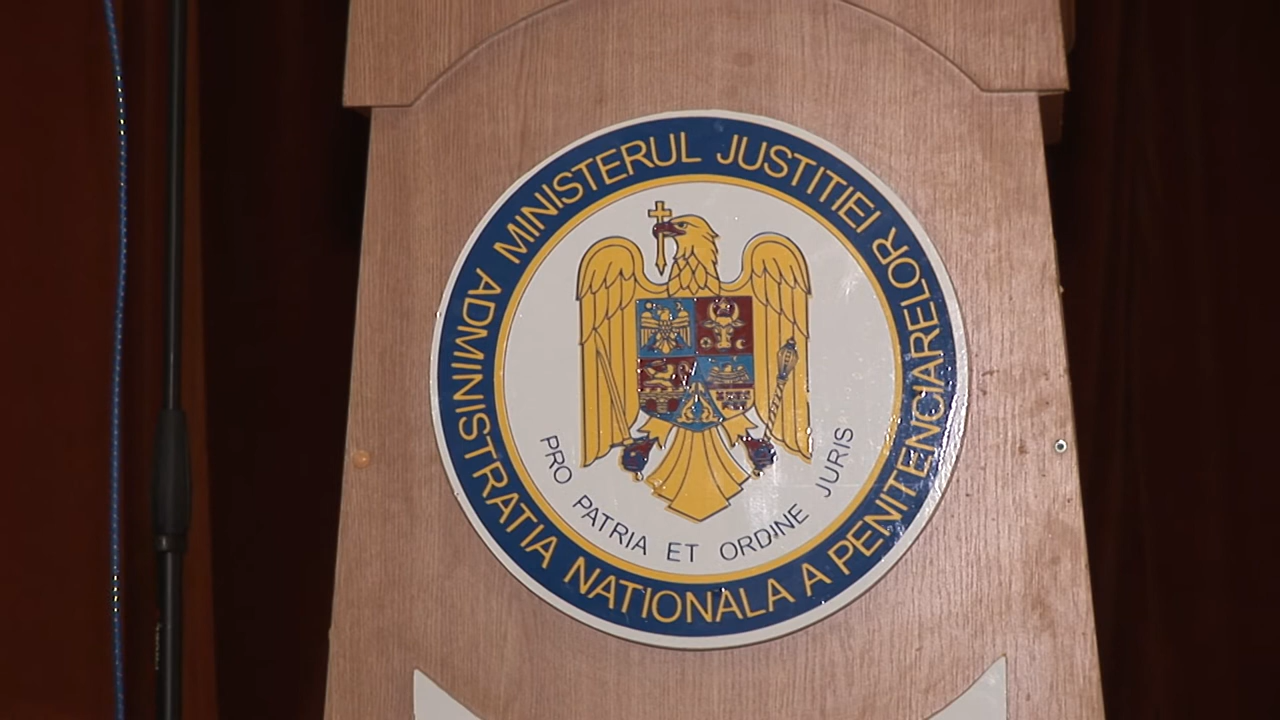 MINISTERUL JUSTITIEI
ADMINISTRATIA NATIONALA A PENITENCIARELOR
PRO PATRIA ET ORDINE JURIS